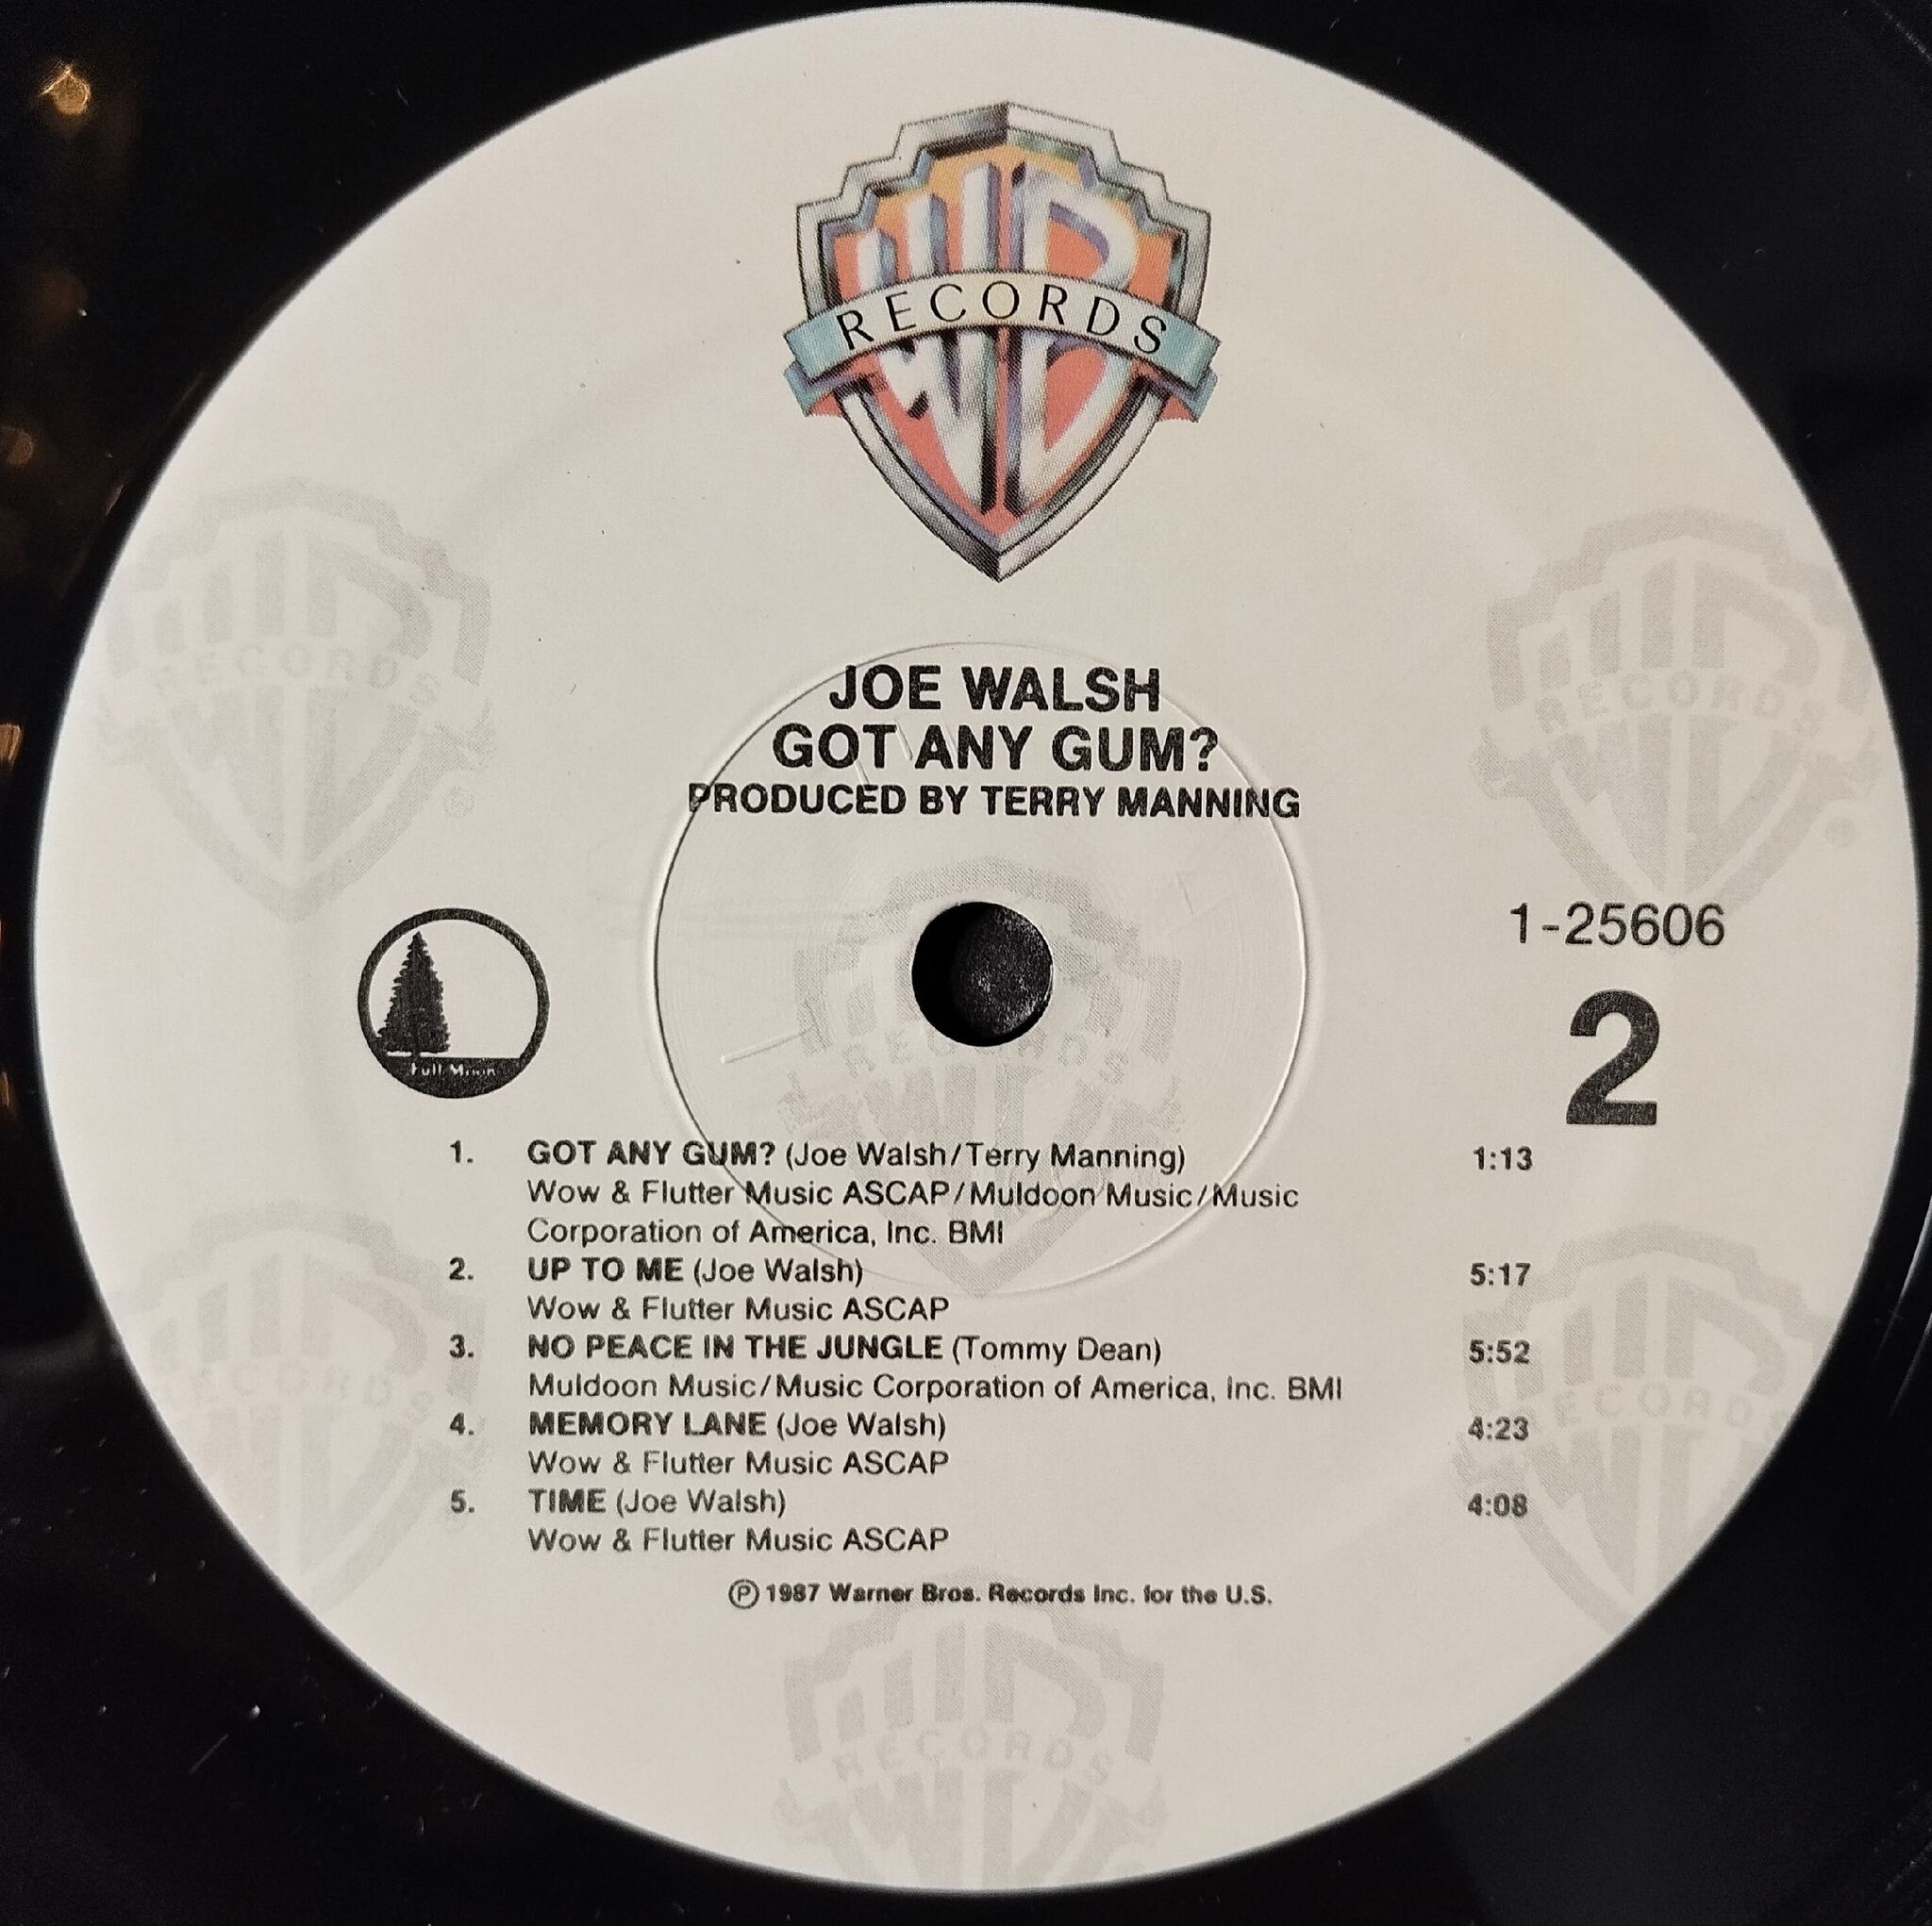 WB
RECORDS
JOE WALSH
GOT ANY GUM?
PRODUCED BY TERRY MANNING
1-25606
2
Full Moon
1. GOT ANY GUM? (Joe Walsh/Terry Manning) 1:13
Wow & Flutter Music ASCAP/Muldoon Music/Music
Corporation of America, Inc. BMI
2. UP TO ME (Joe Walsh) 5:17
Wow & Flutter Music ASCAP
3. NO PEACE IN THE JUNGLE (Tommy Dean) 5:52
Muldoon Music/Music Corporation of America, Inc. BMI
4. MEMORY LANE (Joe Walsh) 4:23
Wow & Flutter Music ASCAP
5. TIME (Joe Walsh) 4:08
Wow & Flutter Music ASCAP
Ⓟ 1987 Warner Bros. Records Inc. for the U.S.